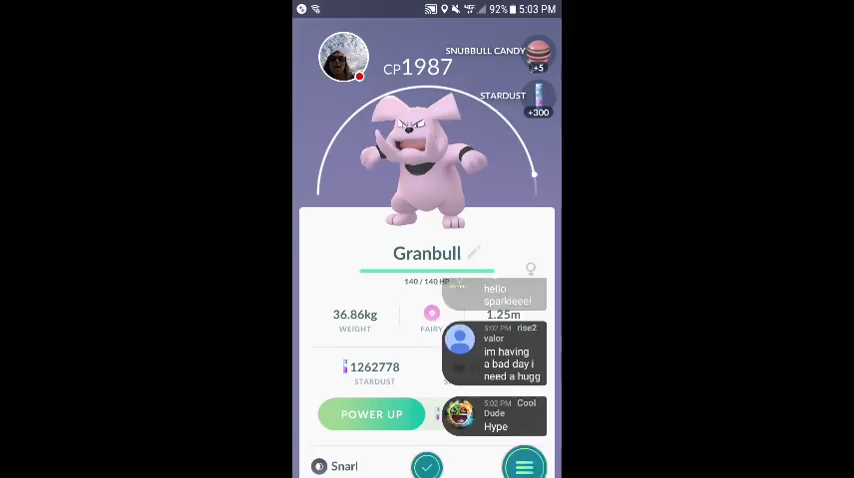 92% 5:03 PM
SNUBBULL CANDY
+5
CP1987
STARDUST
+300
Granbull
140 / 140 HP
hello
sparkieee!
36.86kg
WEIGHT
FAIRY
1.25m
5:02 PM rise2
valor
im having
a bad day i
need a hugg
1262778
STARDUST
POWER UP
5:02 PM Cool
Dude
Hype
Snarl